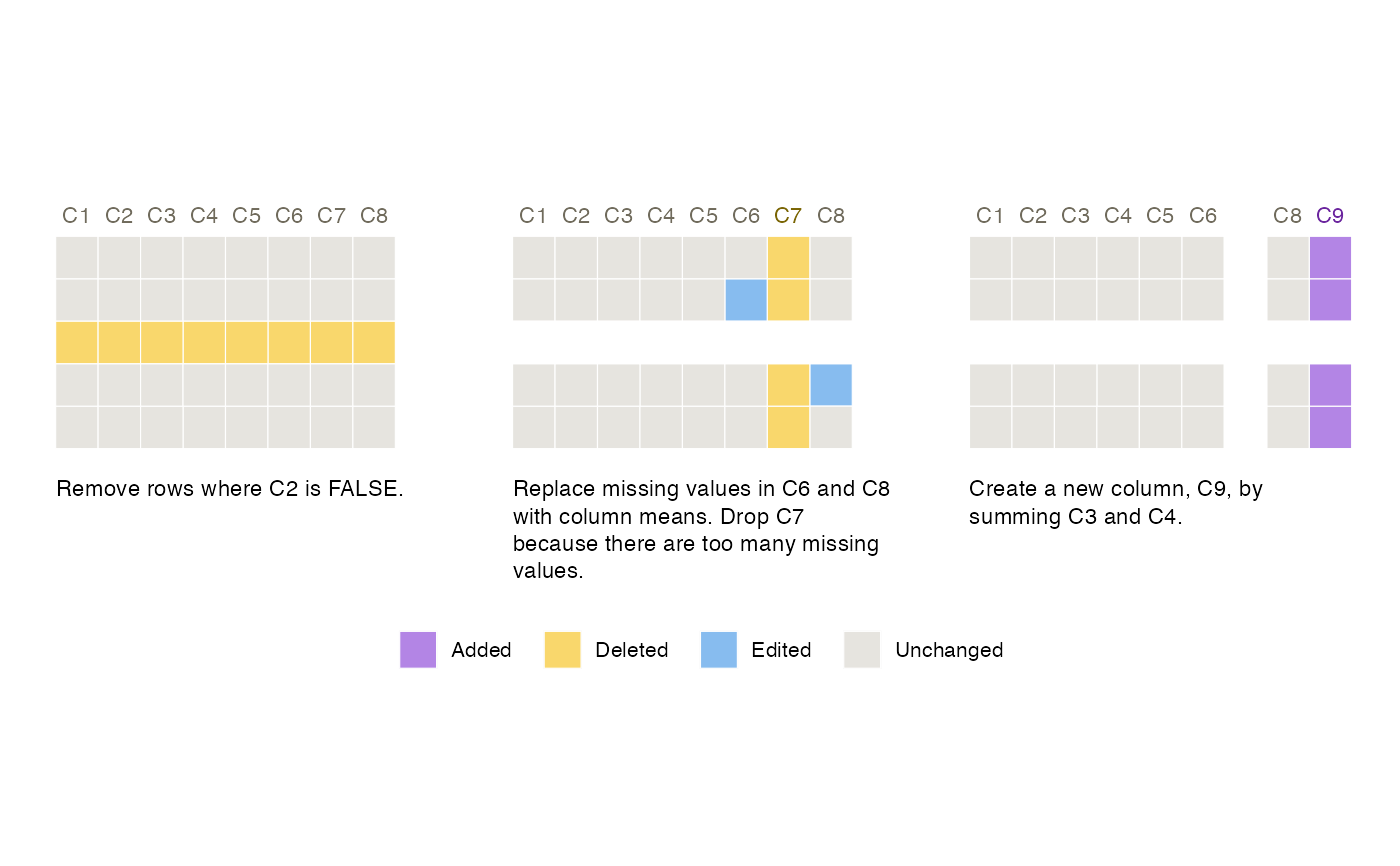 C1 C2 C3 C4 C5 C6 C7 C8
C1 C2 C3 C4 C5 C6 C7 C8
C1 C2 C3 C4 C5 C6 C8 C9
Remove rows where C2 is FALSE.
Replace missing values in C6 and C8
with column means. Drop C7
because there are too many missing
values.
Create a new column, C9, by
summing C3 and C4.
Added
Deleted
Edited
Unchanged